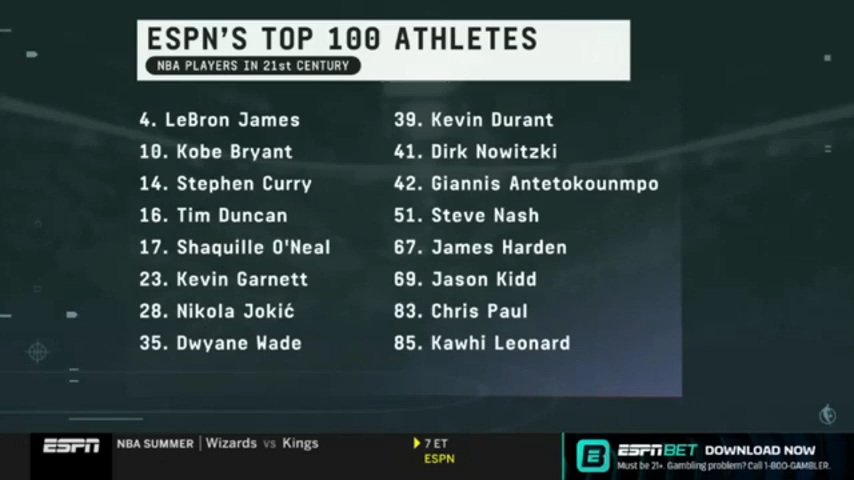 ESPN'S TOP 100 ATHLETES
NBA PLAYERS IN 21st CENTURY
4. LeBron James
10. Kobe Bryant
14. Stephen Curry
16. Tim Duncan
17. Shaquille O'Neal
23. Kevin Garnett
28. Nikola Jokić
35. Dwyane Wade
39. Kevin Durant
41. Dirk Nowitzki
42. Giannis Antetokounmpo
51. Steve Nash
67. James Harden
69. Jason Kidd
83. Chris Paul
85. Kawhi Leonard
ESPN
NBA SUMMER | Wizards vs Kings
7 ET
ESPN
ESPN BET DOWNLOAD NOW
Must be 21+. Gambling problem? Call 1-800-GAMBLER.